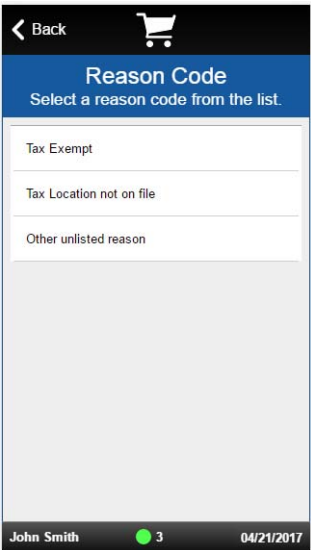 Back
Reason Code
Select a reason code from the list.
Tax Exempt
Tax Location not on file
Other unlisted reason
John Smith 3 04/21/2017